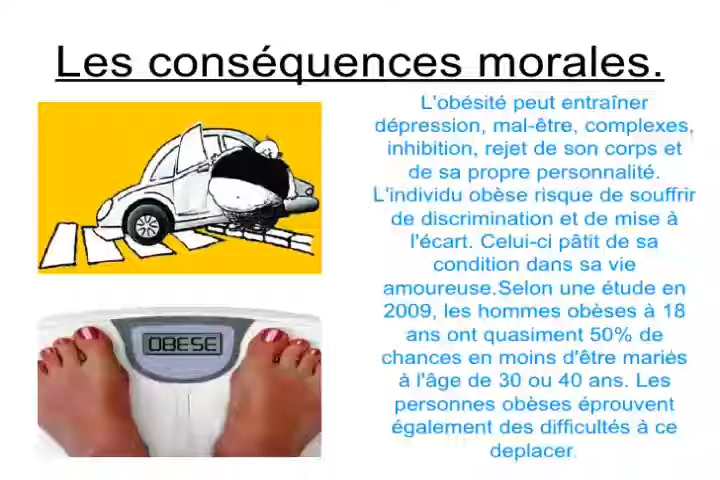 Les conséquences morales.
L'obésité peut entraîner
dépression, mal-être, complexes,
inhibition, rejet de son corps et
de sa propre personnalité.
L'individu obèse risque de souffrir
de discrimination et de mise à
l'écart. Celui-ci pâtit de sa
condition dans sa vie
amoureuse.Selon une étude en
2009, les hommes obèses à 18
ans ont quasiment 50% de
chances en moins d'être mariés
à l'âge de 30 ou 40 ans. Les
personnes obèses éprouvent
également des difficultés à ce
deplacer.
OBESE